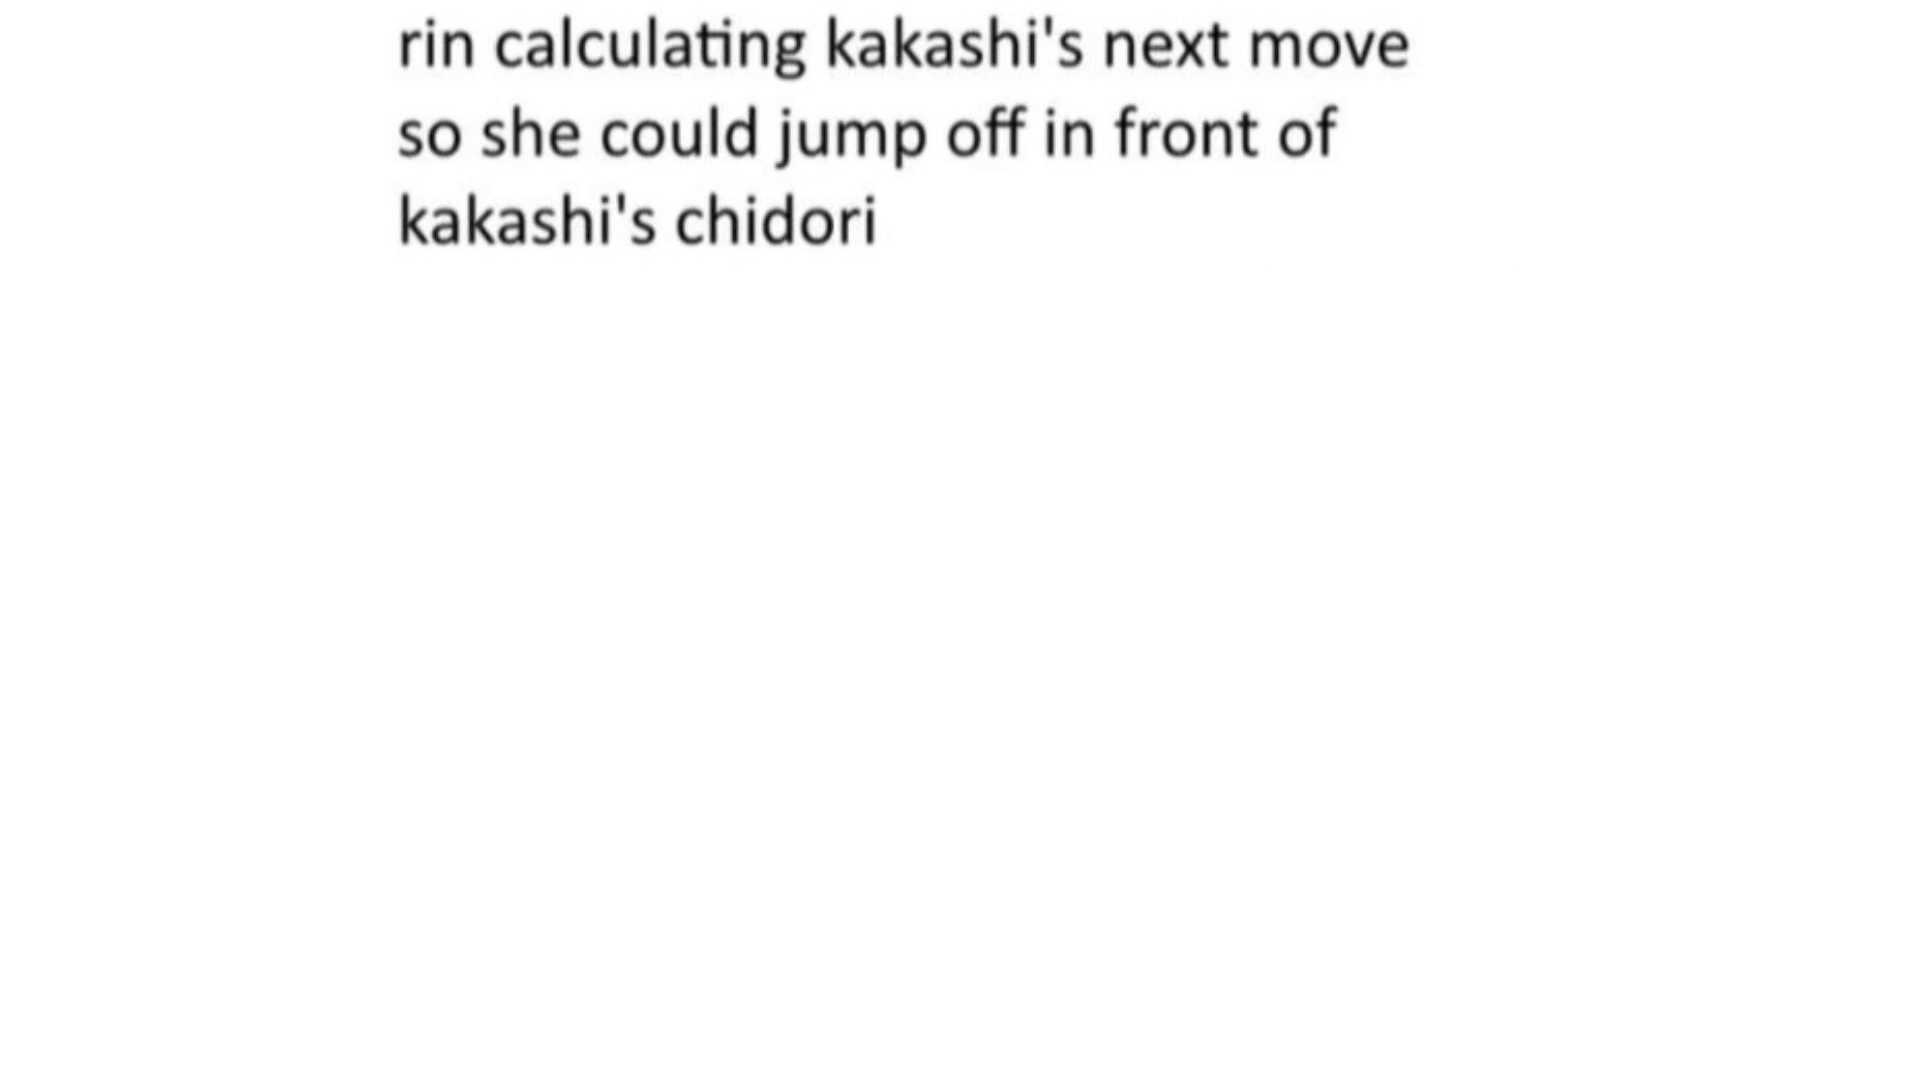 rin calculating kakashi's next move
so she could jump off in front of
kakashi's chidori